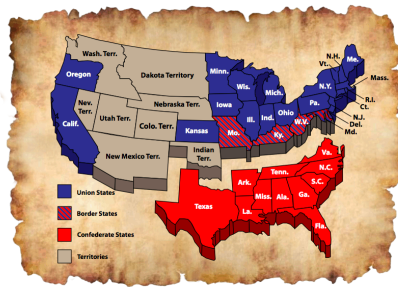 Wash. Terr.
Oregon
Dakota Territory
Minn.
N.H.
Vt.
Me.
Mass.
Wis.
Mich.
N.Y.
R.I.
Ct.
Nev.
Terr.
Utah Terr.
Nebraska Terr.
Colo. Terr.
Iowa
Ill.
Ind.
Ohio
Pa.
N.J.
Del.
Md.
Calif.
Kansas
Mo.
Ky.
W.V.
New Mexico Terr.
Indian
Terr.
Va.
Tenn.
N.C.
Ark.
S.C.
Texas
La.
Miss.
Ala.
Ga.
Fla.
Union States
Border States
Confederate States
Territories